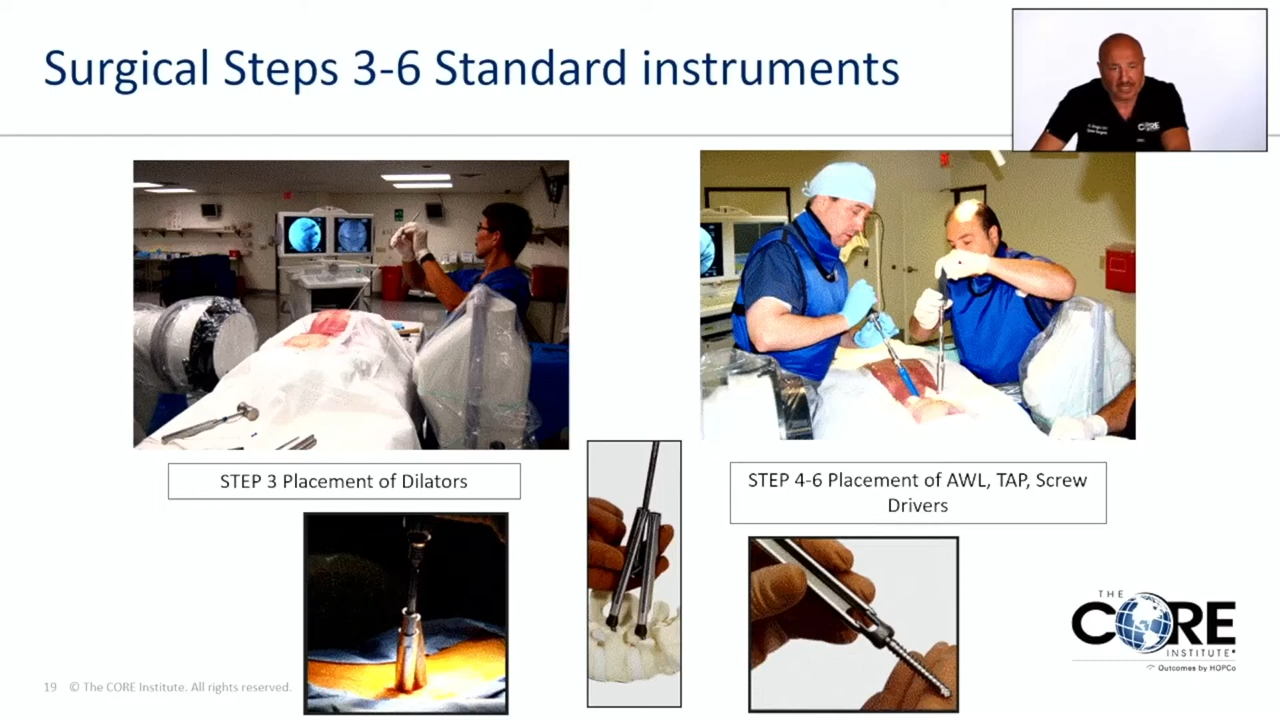 Surgical Steps 3-6 Standard instruments
CORE
STEP 3 Placement of Dilators
STEP 4-6 Placement of AWL, TAP, Screw
Drivers
THE
CORE
INSTITUTE
Outcomes by HOPCo
19 © The CORE Institute. All rights reserved.